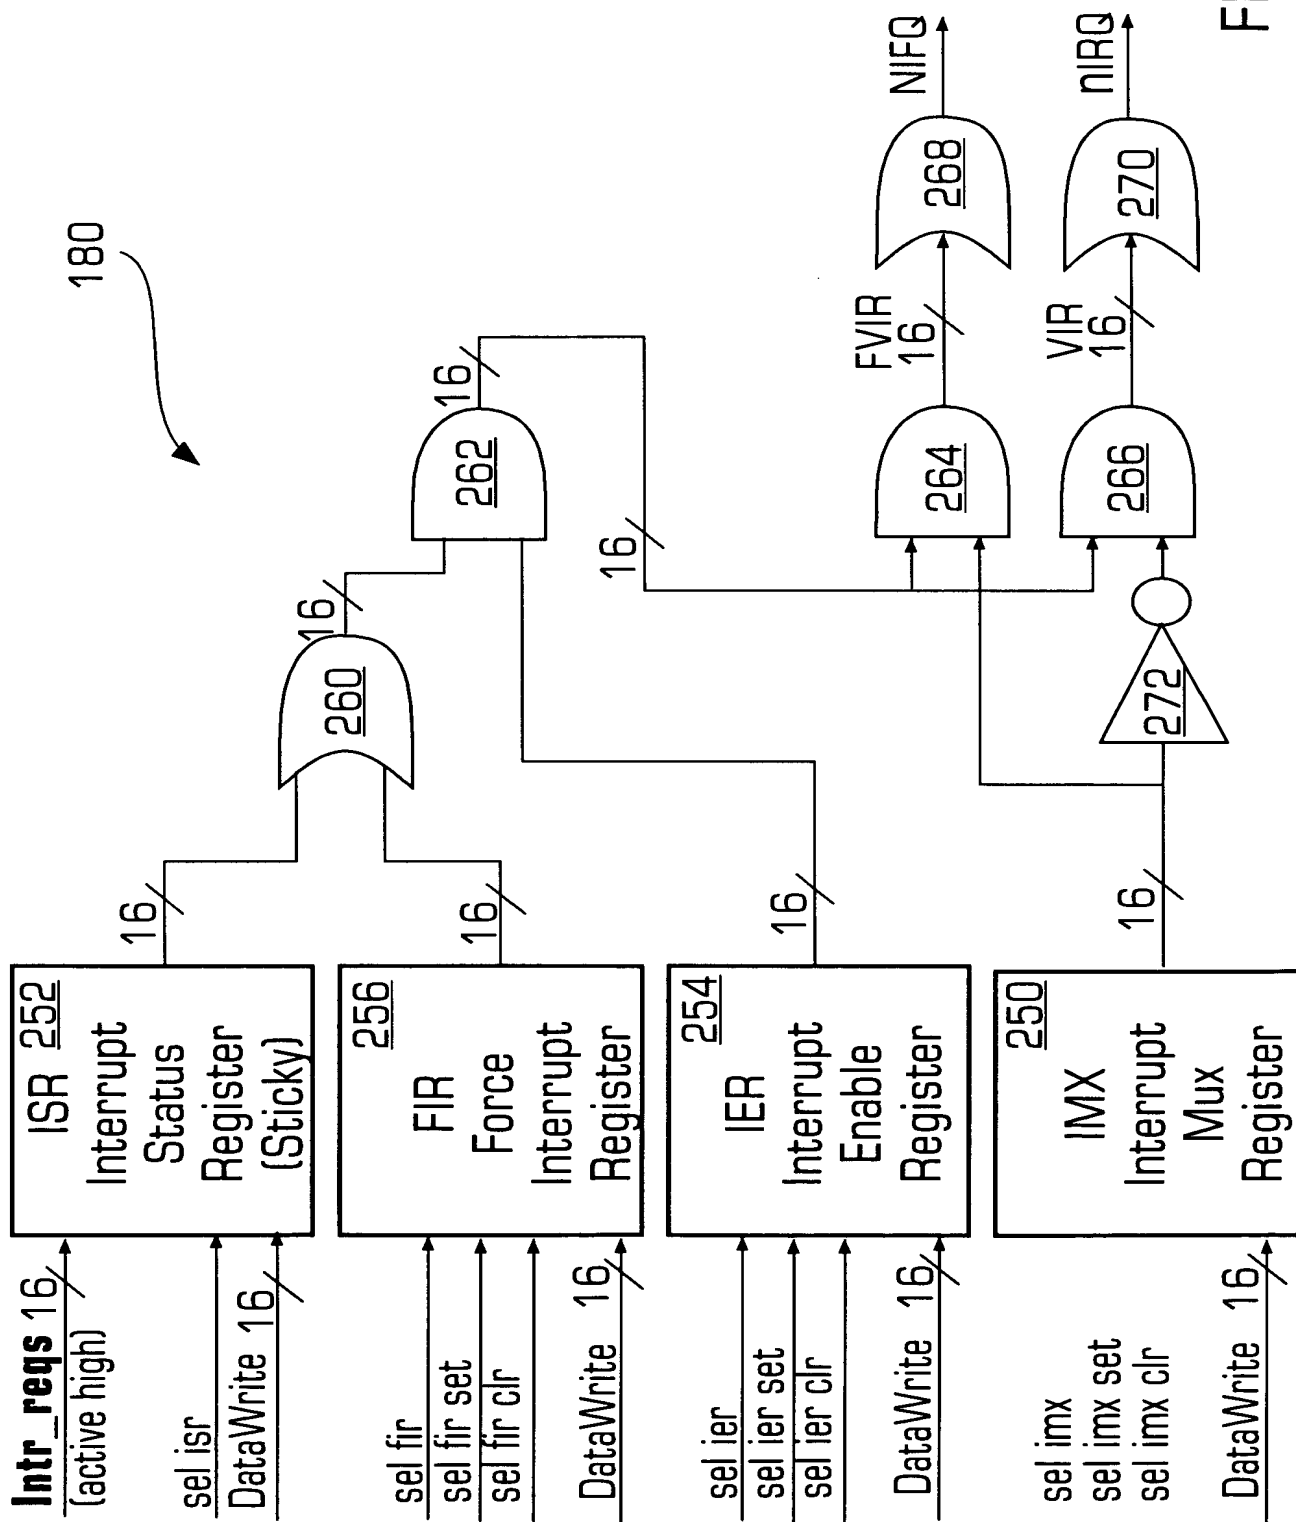 Intr_reqs 16
(active high)
sel isr
DataWrite 16
ISR 252
Interrupt
Status
Register
(Sticky)
16
sel fir
sel fir set
sel fir clr
DataWrite 16
256
FIR
Force
Interrupt
Register
16
sel ier
sel ier set
sel ier clr
DataWrite 16
254
IER
Interrupt
Enable
Register
16
sel imx
sel imx set
sel imx clr
DataWrite 16
250
IMX
Interrupt
Mux
Register
16
260
16
262
16
16
272
264
266
FVIR
16
VIR
16
268
270
NIFQ
nIRQ
180